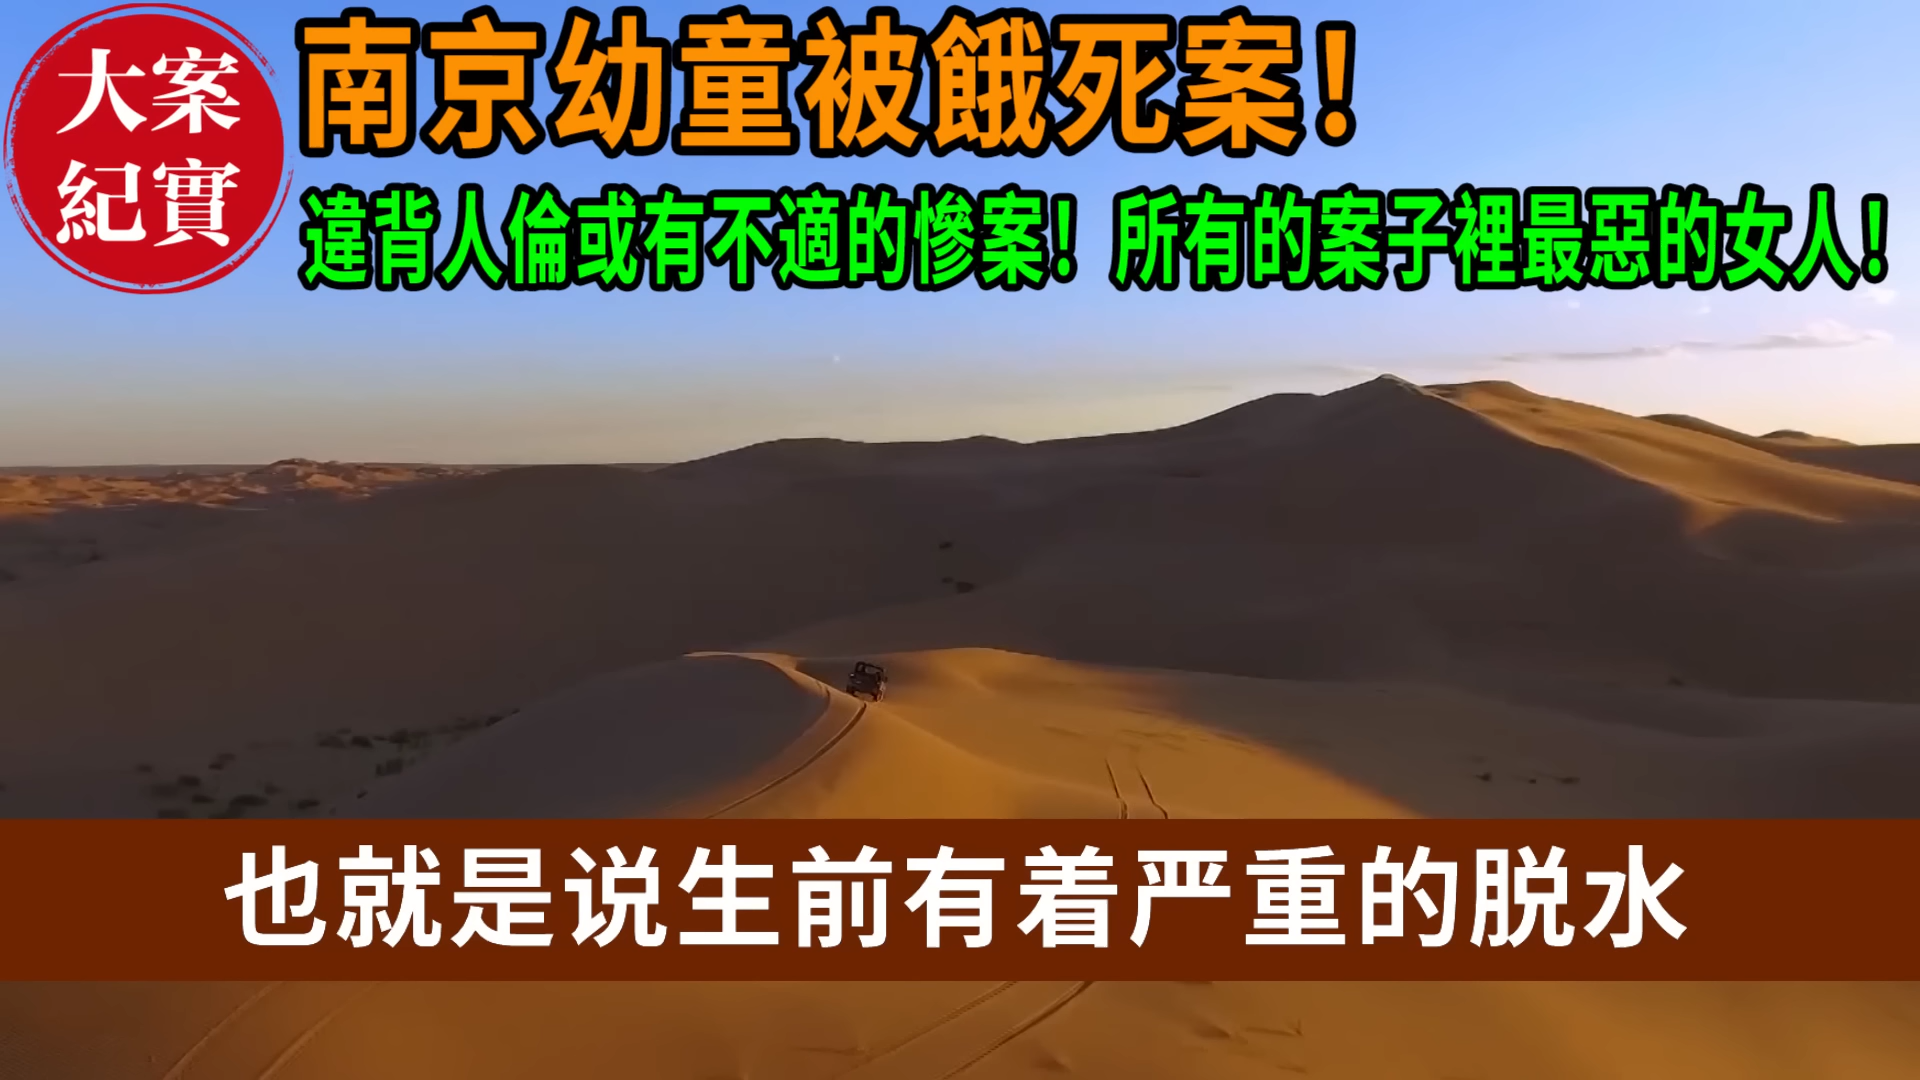 大案
紀實
南京幼童被餓死案！
違背人倫或有不適的慘案！所有的案子裡最惡的女人！
也就是说生前有着严重的脱水